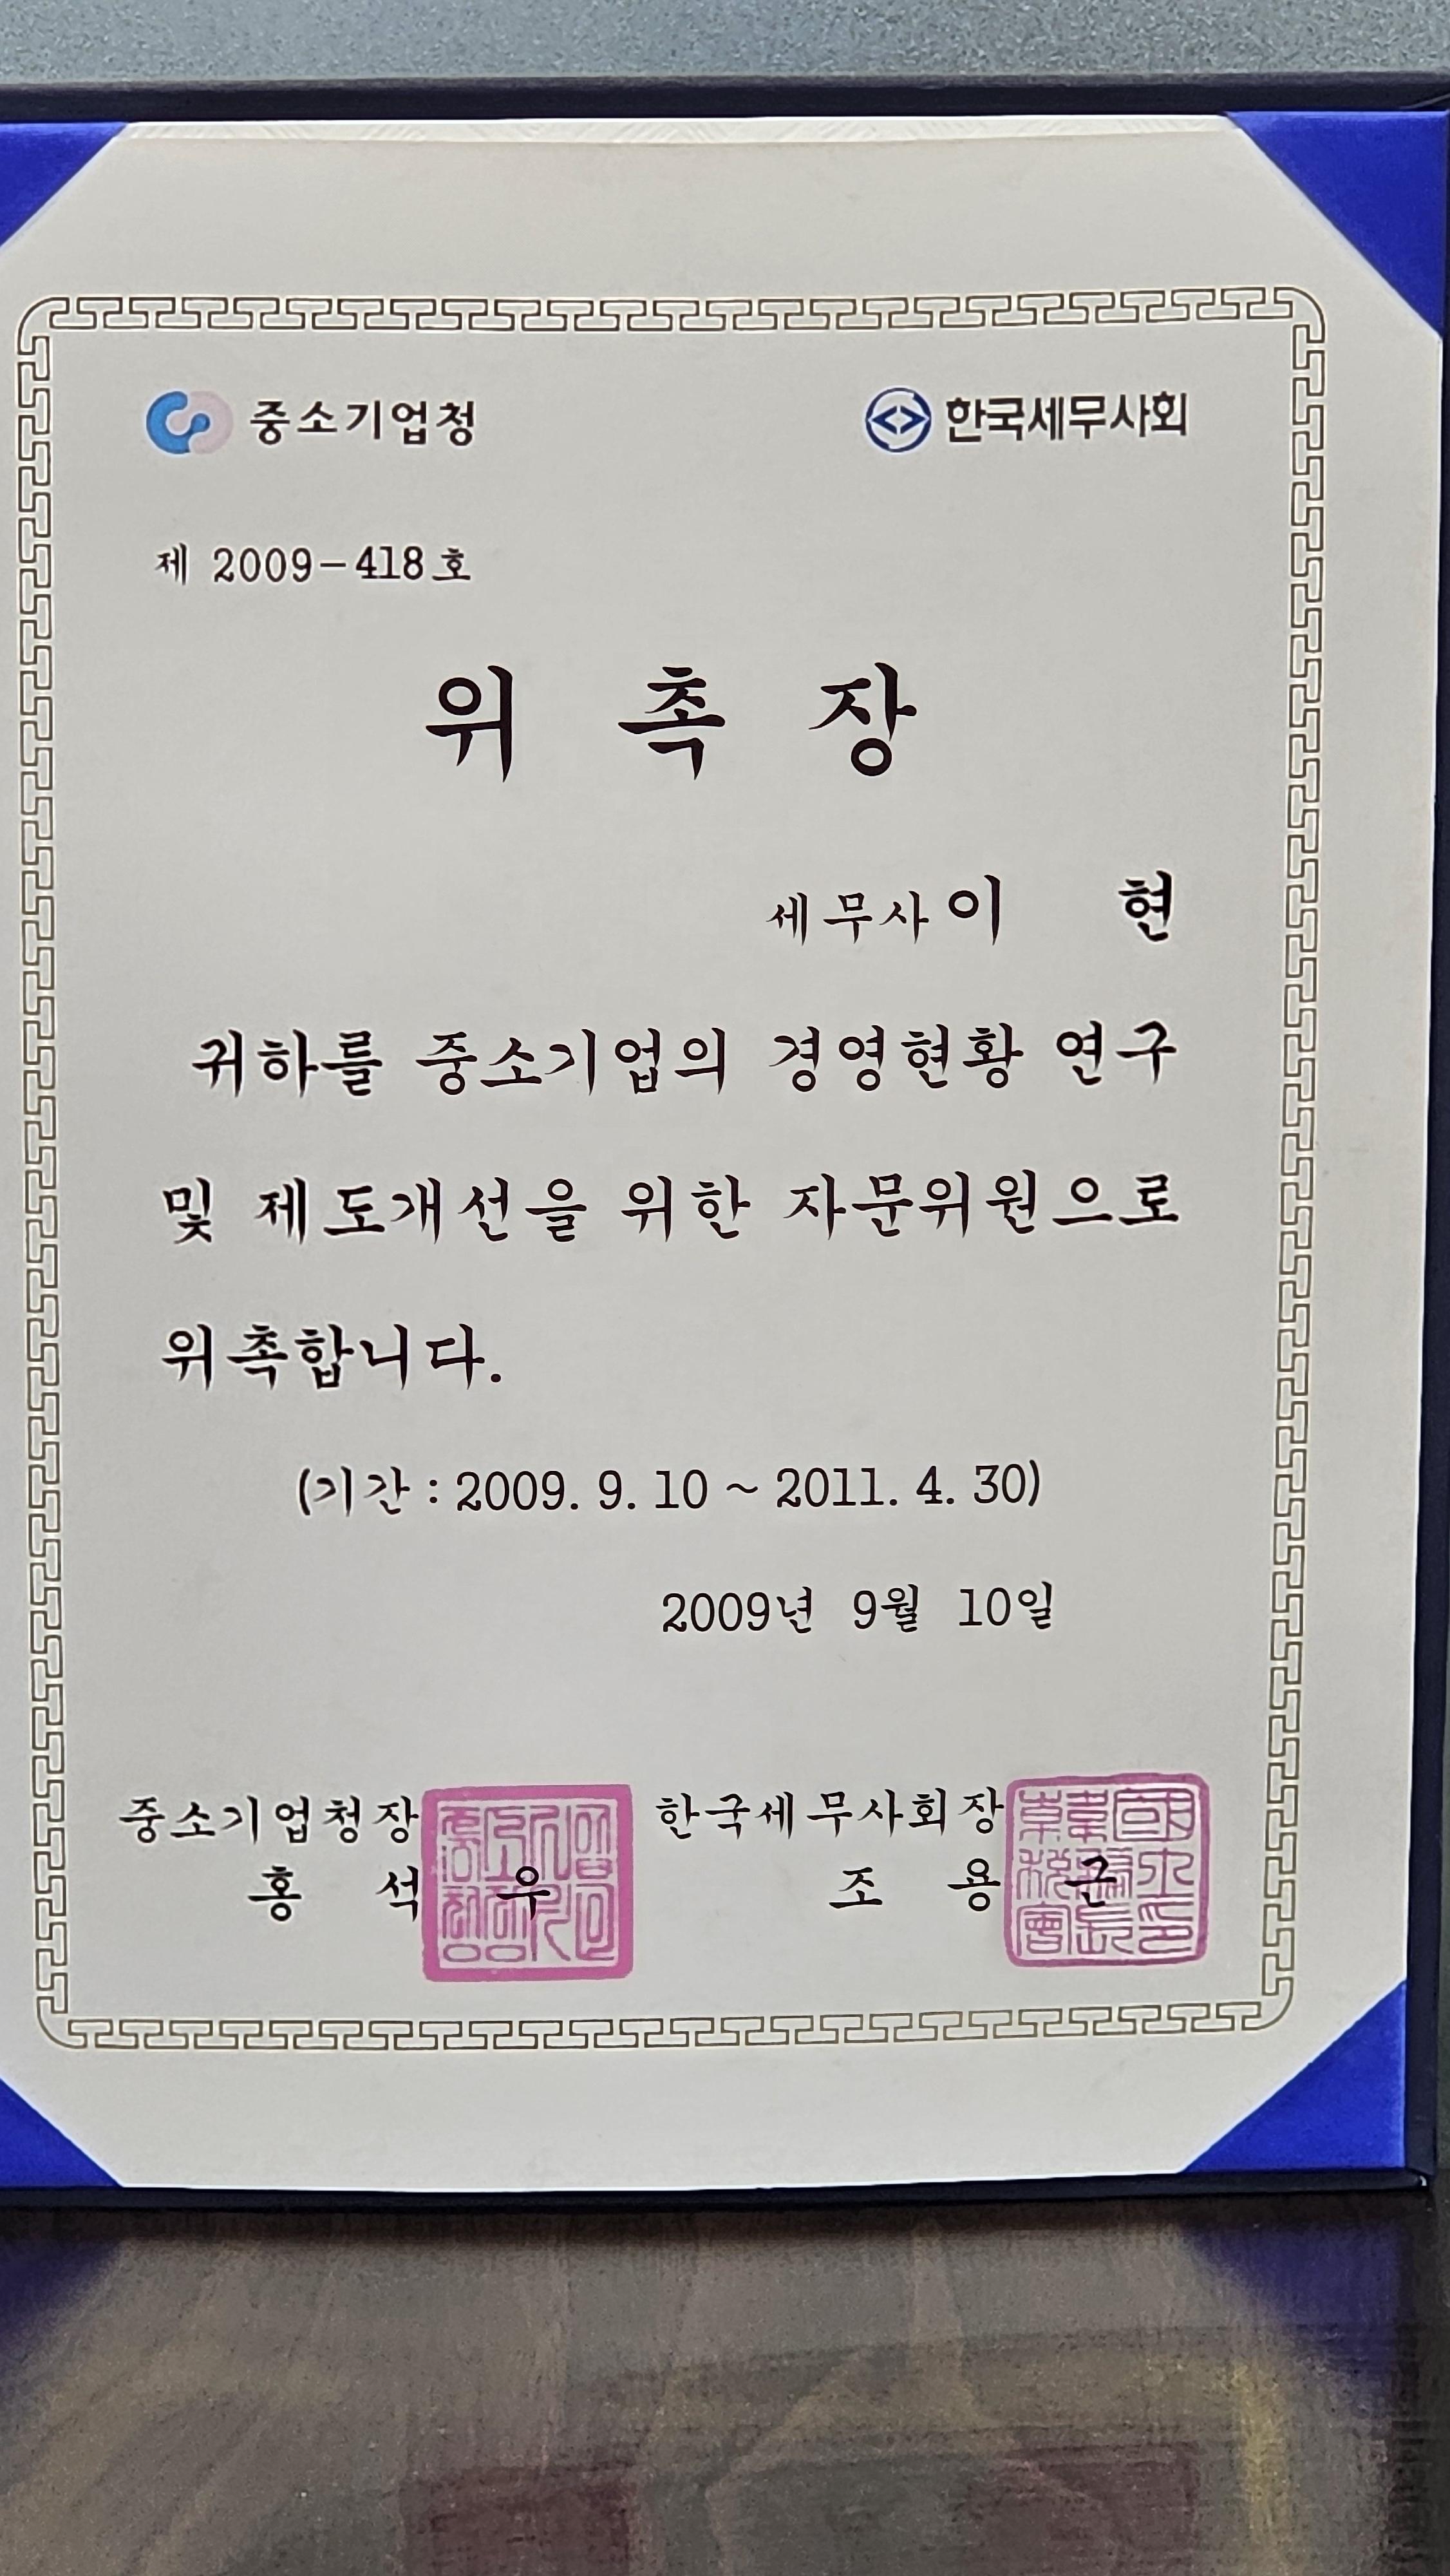 중소기업청 한국세무사회
제 2009-418호
위 촉 장
세무사 이 현
귀하를 중소기업의 경영현황 연구
및 제도개선을 위한 자문위원으로
위촉합니다.
(기간 : 2009. 9. 10 ~ 2011. 4. 30)
2009년 9월 10일
중소기업청장 한국세무사회장
홍 석 우 조 용 근